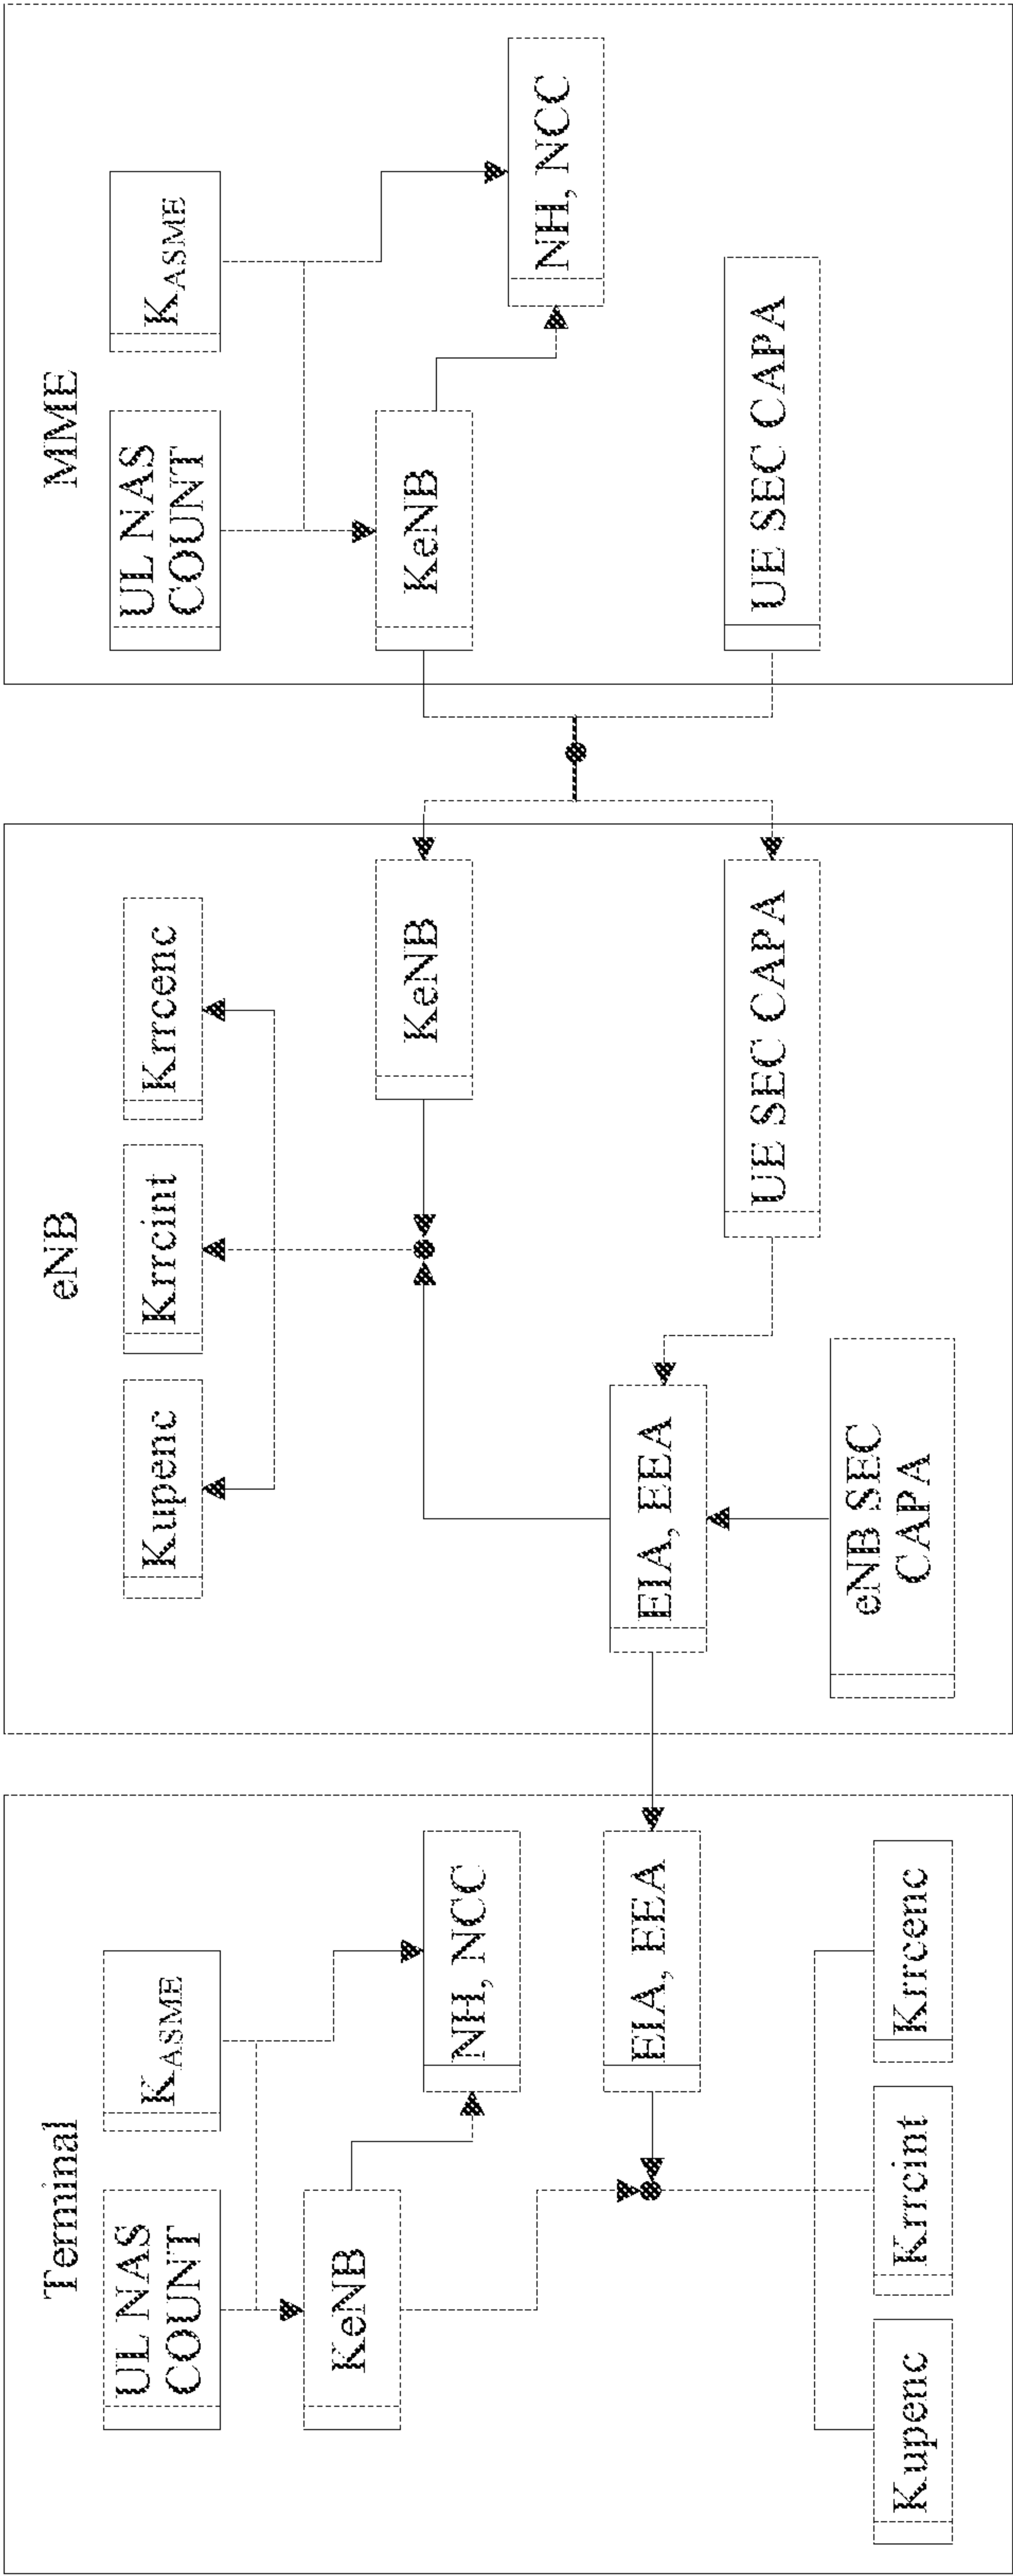 Terminal
UL NAS
COUNT
KASME
KeNB
NH, NCC
EIA, EEA
Kupenc
Krrcint
Krrcenc
eNB
Kupenc
Krrcint
Krrcenc
KeNB
EIA, EEA
UE SEC CAPA
eNB SEC
CAPA
MME
UL NAS
COUNT
KASME
KeNB
NH, NCC
UE SEC CAPA